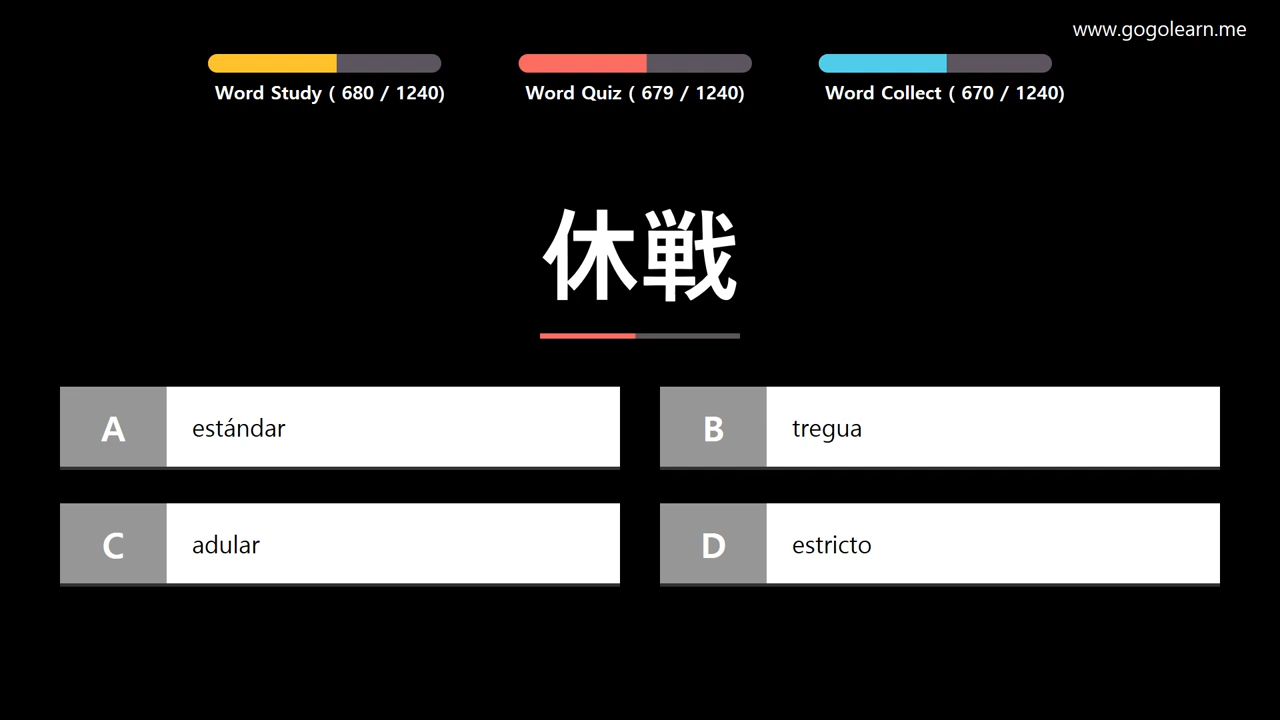 www.gogolearn.me
Word Study ( 680 / 1240)
Word Quiz ( 679 / 1240)
Word Collect ( 670 / 1240)
休戦
A estándar
B tregua
C adular
D estricto